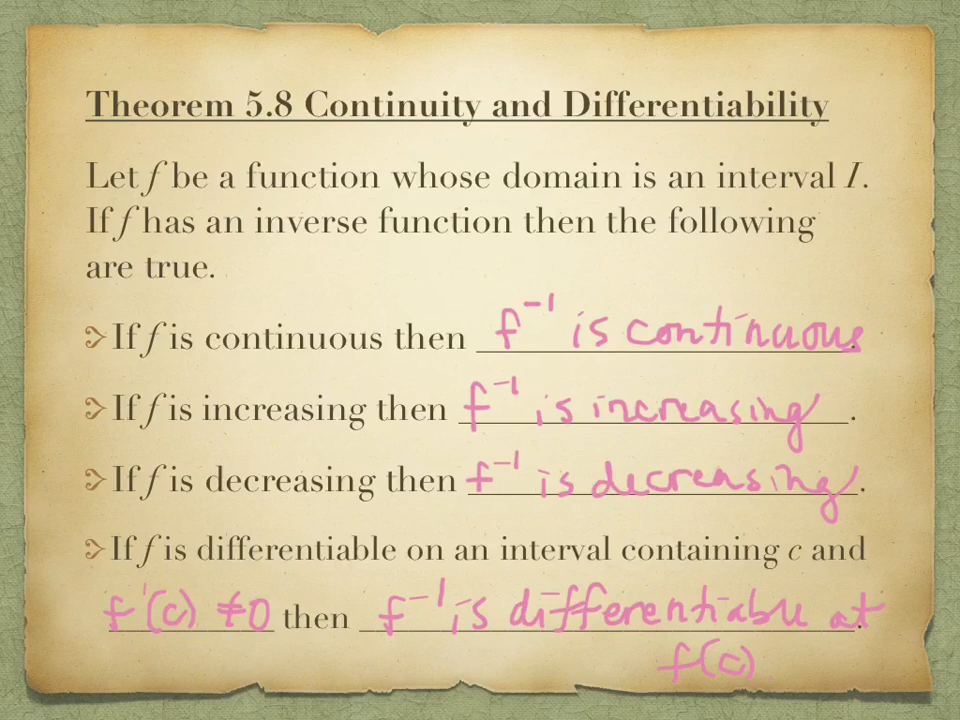 Theorem 5.8 Continuity and Differentiability
Let f be a function whose domain is an interval I.
If f has an inverse function then the following
are true.
If f is continuous then f⁻¹ is continuous.
If f is increasing then f⁻¹ is increasing.
If f is decreasing then f⁻¹ is decreasing.
If f is differentiable on an interval containing c and
f'(c) ≠ 0 then f⁻¹ is differentiable at
f(c).